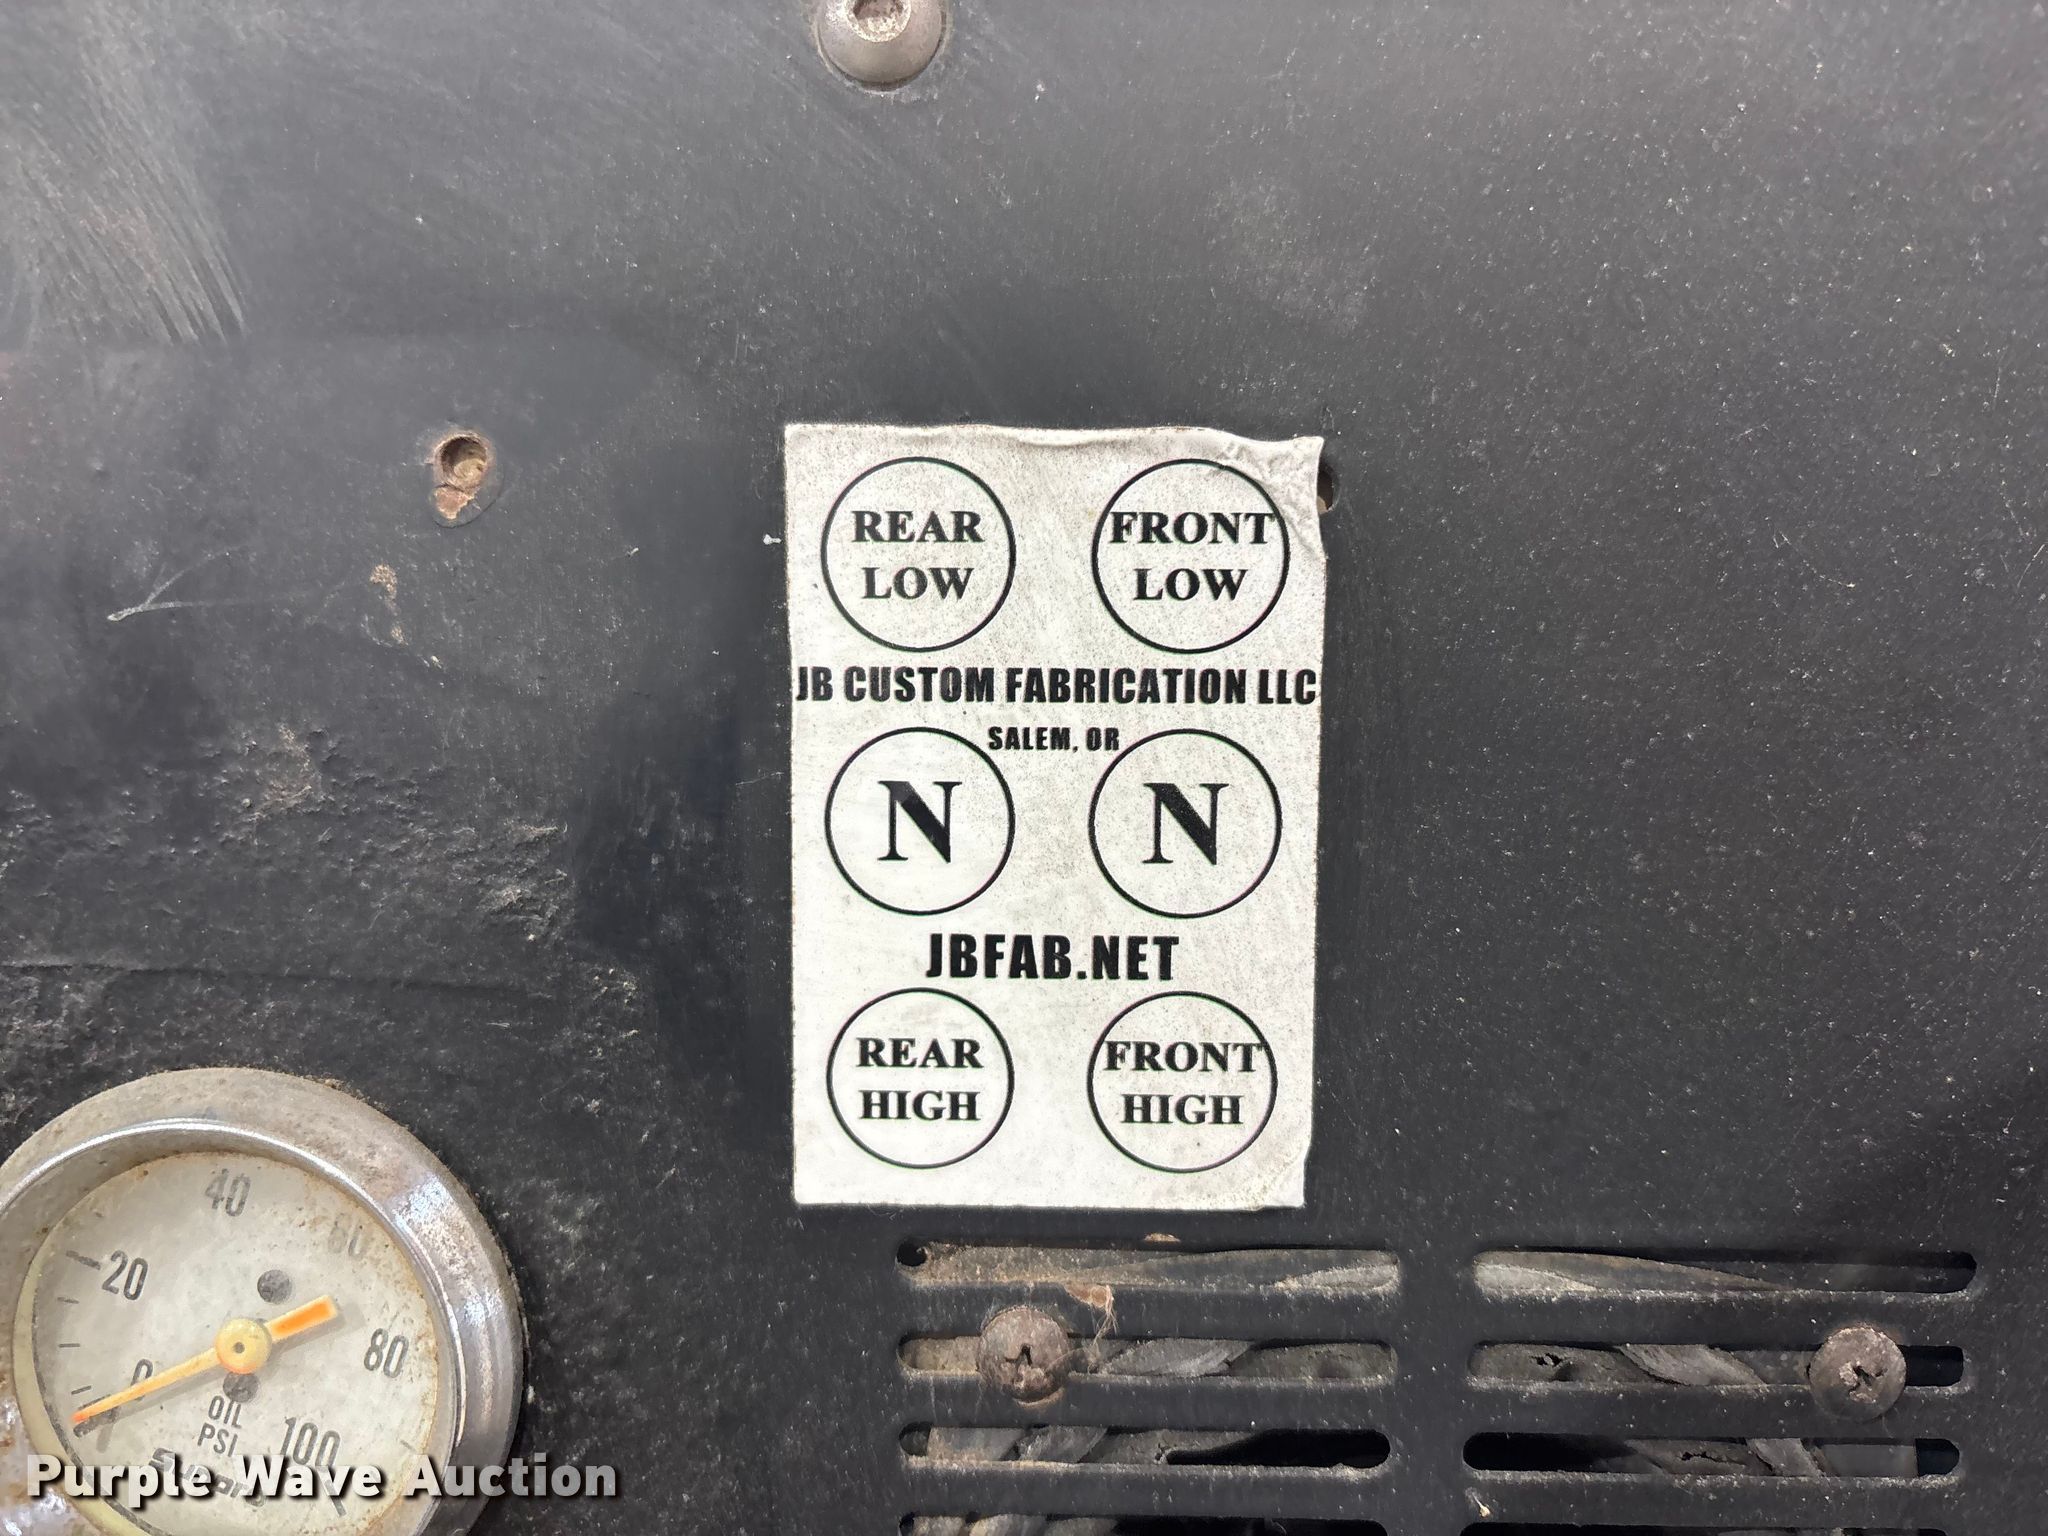 REAR
LOW
FRONT
LOW
JB CUSTOM FABRICATION LLC
SALEM, OR
N
N
JBFAB.NET
REAR
HIGH
FRONT
HIGH
40
60
20
80
0
OIL
PSI
100
Purple Wave Auction